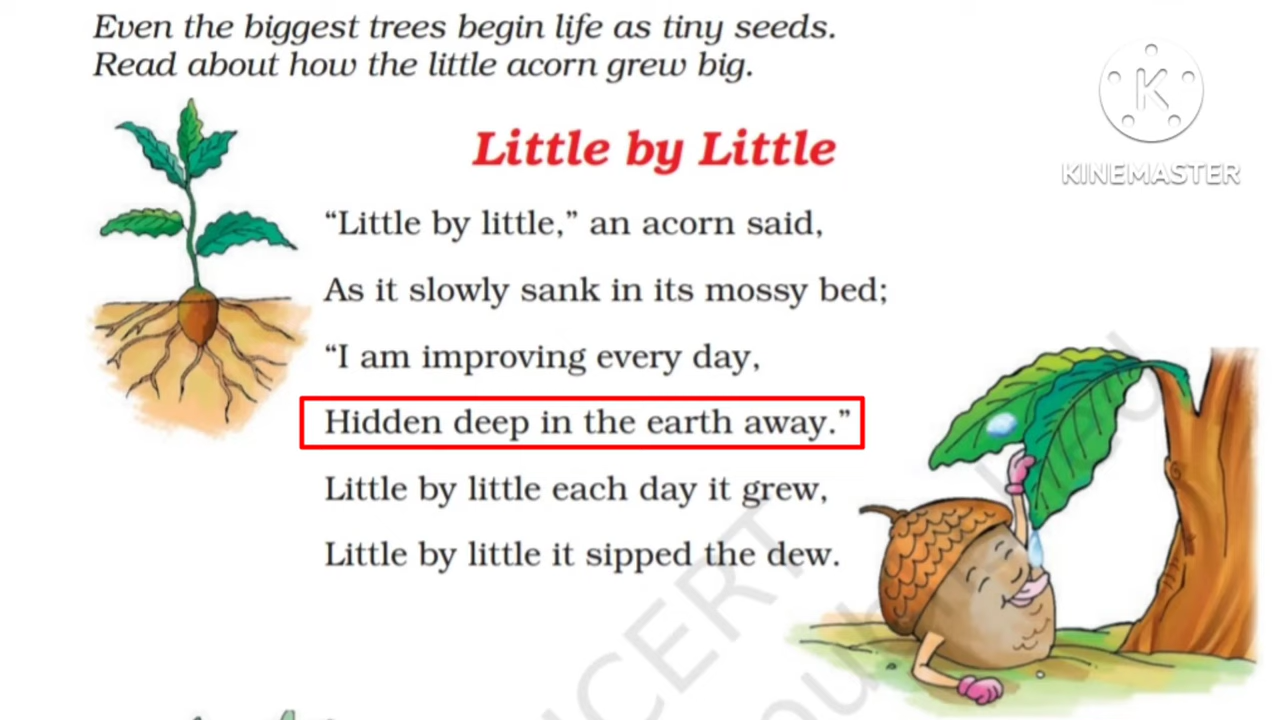 Even the biggest trees begin life as tiny seeds.
Read about how the little acorn grew big.
K
KINEMASTER
Little by Little
“Little by little,” an acorn said,
As it slowly sank in its mossy bed;
“I am improving every day,
Hidden deep in the earth away.”
Little by little each day it grew,
Little by little it sipped the dew.
NCERT